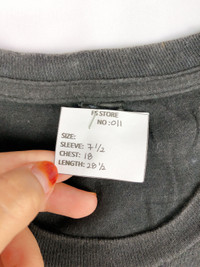 FS STORE
NO:011
SIZE:
SLEEVE: 7 1/2
CHEST: 18
LENGTH: 28 1/2